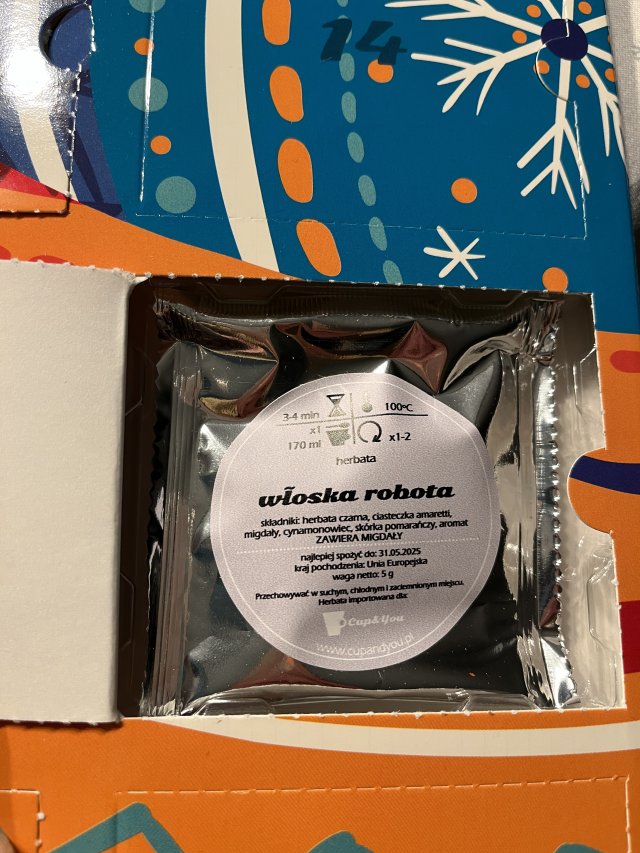 14
3-4 min
100°C
x1
170 ml
x1-2
herbata
włoska robota
składniki: herbata czarna, ciasteczka amaretti,
migdały, cynamonowiec, skórka pomarańczy, aromat
ZAWIERA MIGDAŁY
najlepiej spożyć do: 31.05.2025
kraj pochodzenia: Unia Europejska
waga netto: 5 g
Przechowywać w suchym, chłodnym i zaciemnionym miejscu.
Herbata importowana dla:
Cup&You
www.cupandyou.pl